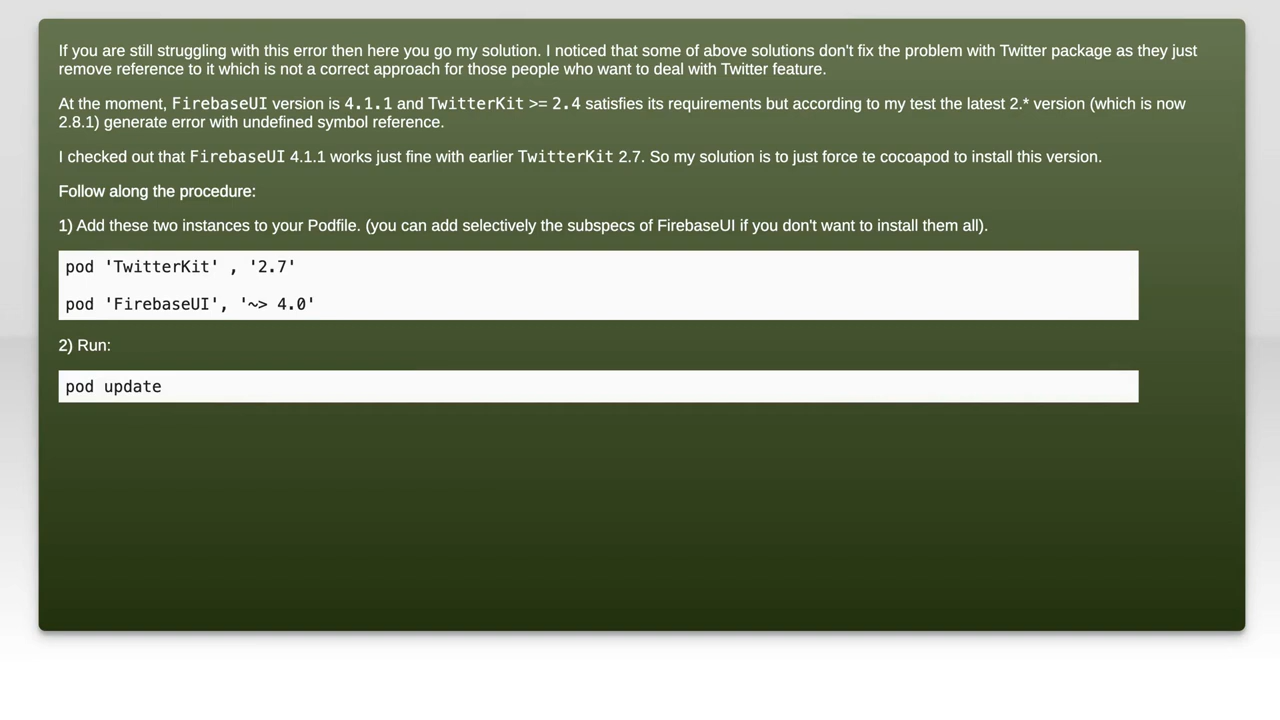 If you are still struggling with this error then here you go my solution. I noticed that some of above solutions don't fix the problem with Twitter package as they just
remove reference to it which is not a correct approach for those people who want to deal with Twitter feature.
At the moment, FirebaseUI version is 4.1.1 and TwitterKit >= 2.4 satisfies its requirements but according to my test the latest 2.* version (which is now
2.8.1) generate error with undefined symbol reference.
I checked out that FirebaseUI 4.1.1 works just fine with earlier TwitterKit 2.7. So my solution is to just force te cocoapod to install this version.
Follow along the procedure:
1) Add these two instances to your Podfile. (you can add selectively the subspecs of FirebaseUI if you don't want to install them all).
pod 'TwitterKit' , '2.7'
pod 'FirebaseUI', '~> 4.0'
2) Run:
pod update